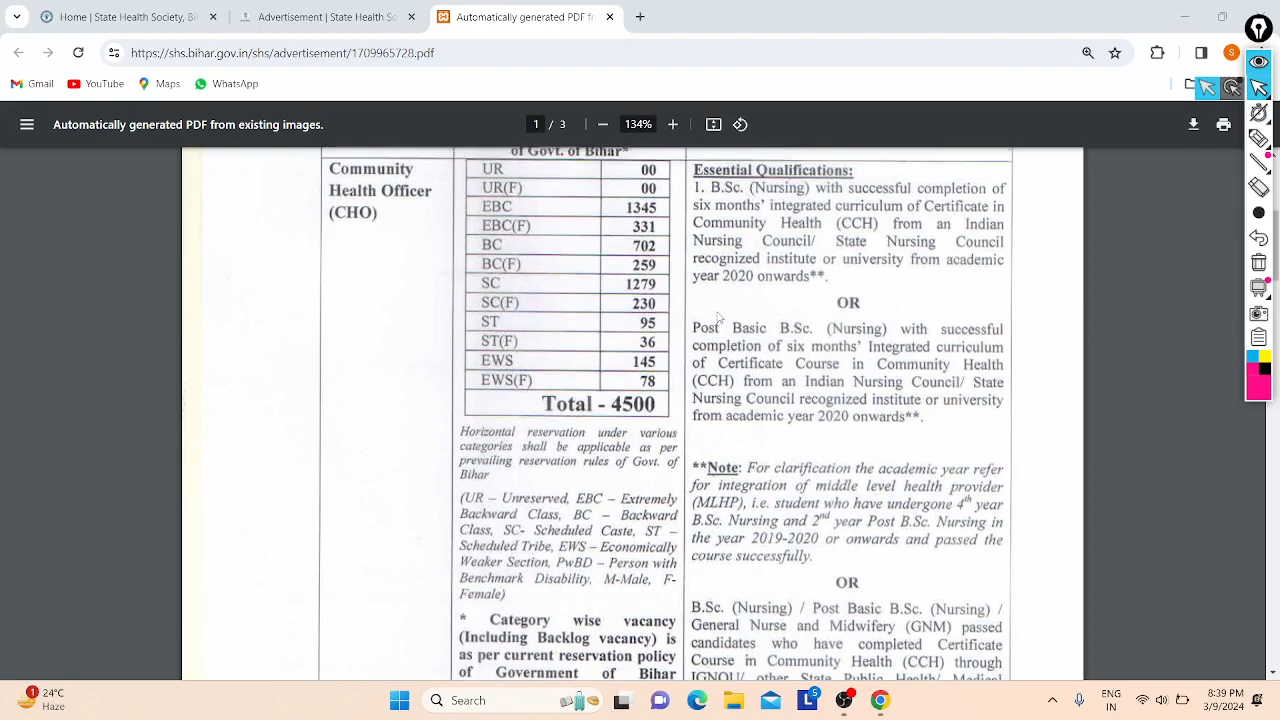 Home | State Health Society, Bih
Advertisement | State Health So
Automatically generated PDF fr
https://shs.bihar.gov.in/shs/advertisement/1709965728.pdf
S
Gmail
YouTube
Maps
WhatsApp
Automatically generated PDF from existing images.
1 / 3
134%
of Govt. of Bihar*
Community
Health Officer
(CHO)
UR 00
UR(F) 00
EBC 1345
EBC(F) 331
BC 702
BC(F) 259
SC 1279
SC(F) 230
ST 95
ST(F) 36
EWS 145
EWS(F) 78
Total - 4500
Horizontal reservation under various
categories shall be applicable as per
prevailing reservation rules of Govt. of
Bihar
(UR – Unreserved, EBC – Extremely
Backward Class, BC – Backward
Class, SC- Scheduled Caste, ST –
Scheduled Tribe, EWS – Economically
Weaker Section, PwBD – Person with
Benchmark Disability, M-Male, F-
Female)
* Category wise vacancy
(Including Backlog vacancy) is
as per current reservation policy
of Government of Bihar
Essential Qualifications:
1. B.Sc. (Nursing) with successful completion of
six months’ integrated curriculum of Certificate in
Community Health (CCH) from an Indian
Nursing Council/ State Nursing Council
recognized institute or university from academic
year 2020 onwards**.
OR
Post Basic B.Sc. (Nursing) with successful
completion of six months’ Integrated curriculum
of Certificate Course in Community Health
(CCH) from an Indian Nursing Council/ State
Nursing Council recognized institute or university
from academic year 2020 onwards**.
**Note: For clarification the academic year refer
for integration of middle level health provider
(MLHP), i.e. student who have undergone 4th year
B.Sc. Nursing and 2nd year Post B.Sc. Nursing in
the year 2019-2020 or onwards and passed the
course successfully.
OR
B.Sc. (Nursing) / Post Basic B.Sc. (Nursing) /
General Nurse and Midwifery (GNM) passed
candidates who have completed Certificate
Course in Community Health (CCH) through
IGNOU/ other State Public Health/ Medical
1
24°C
Haze
Search
L 5
ENG
IN
8:39 PM
3/9/2024